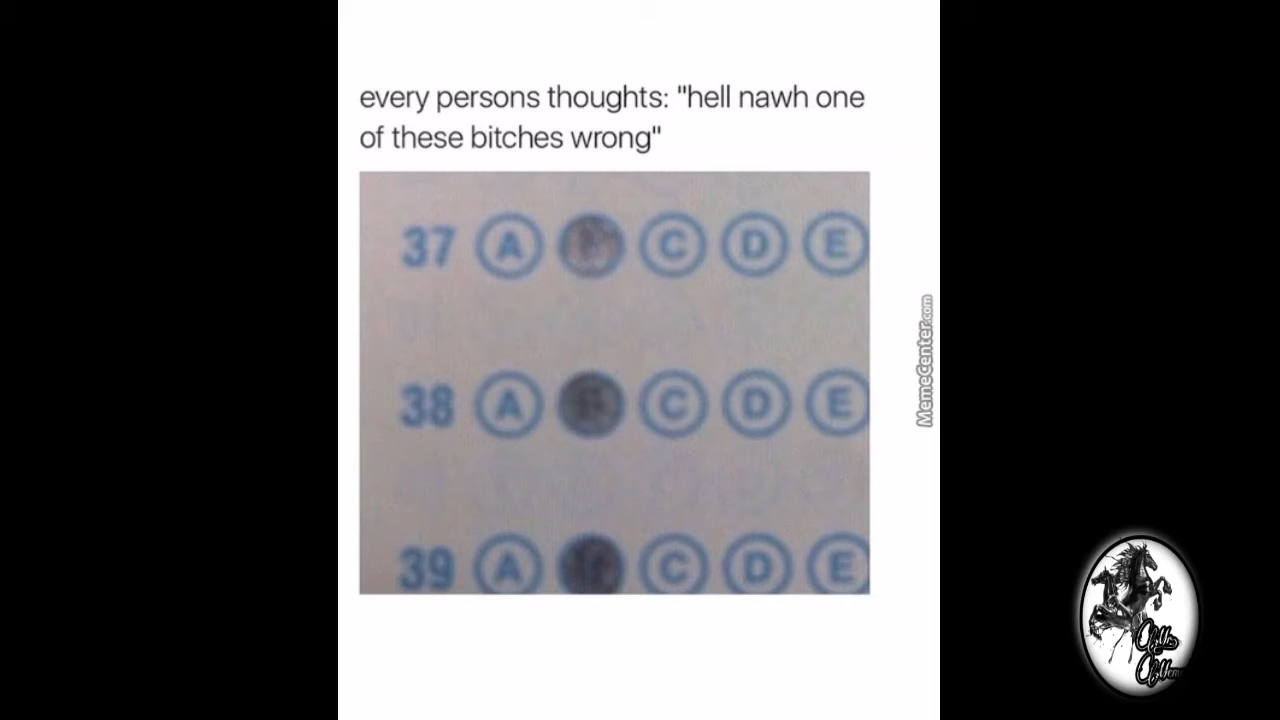 every persons thoughts: "hell nawh one
of these bitches wrong"
37 A B C D E
38 A B C D E
39 A C D E
MemeCenter.com